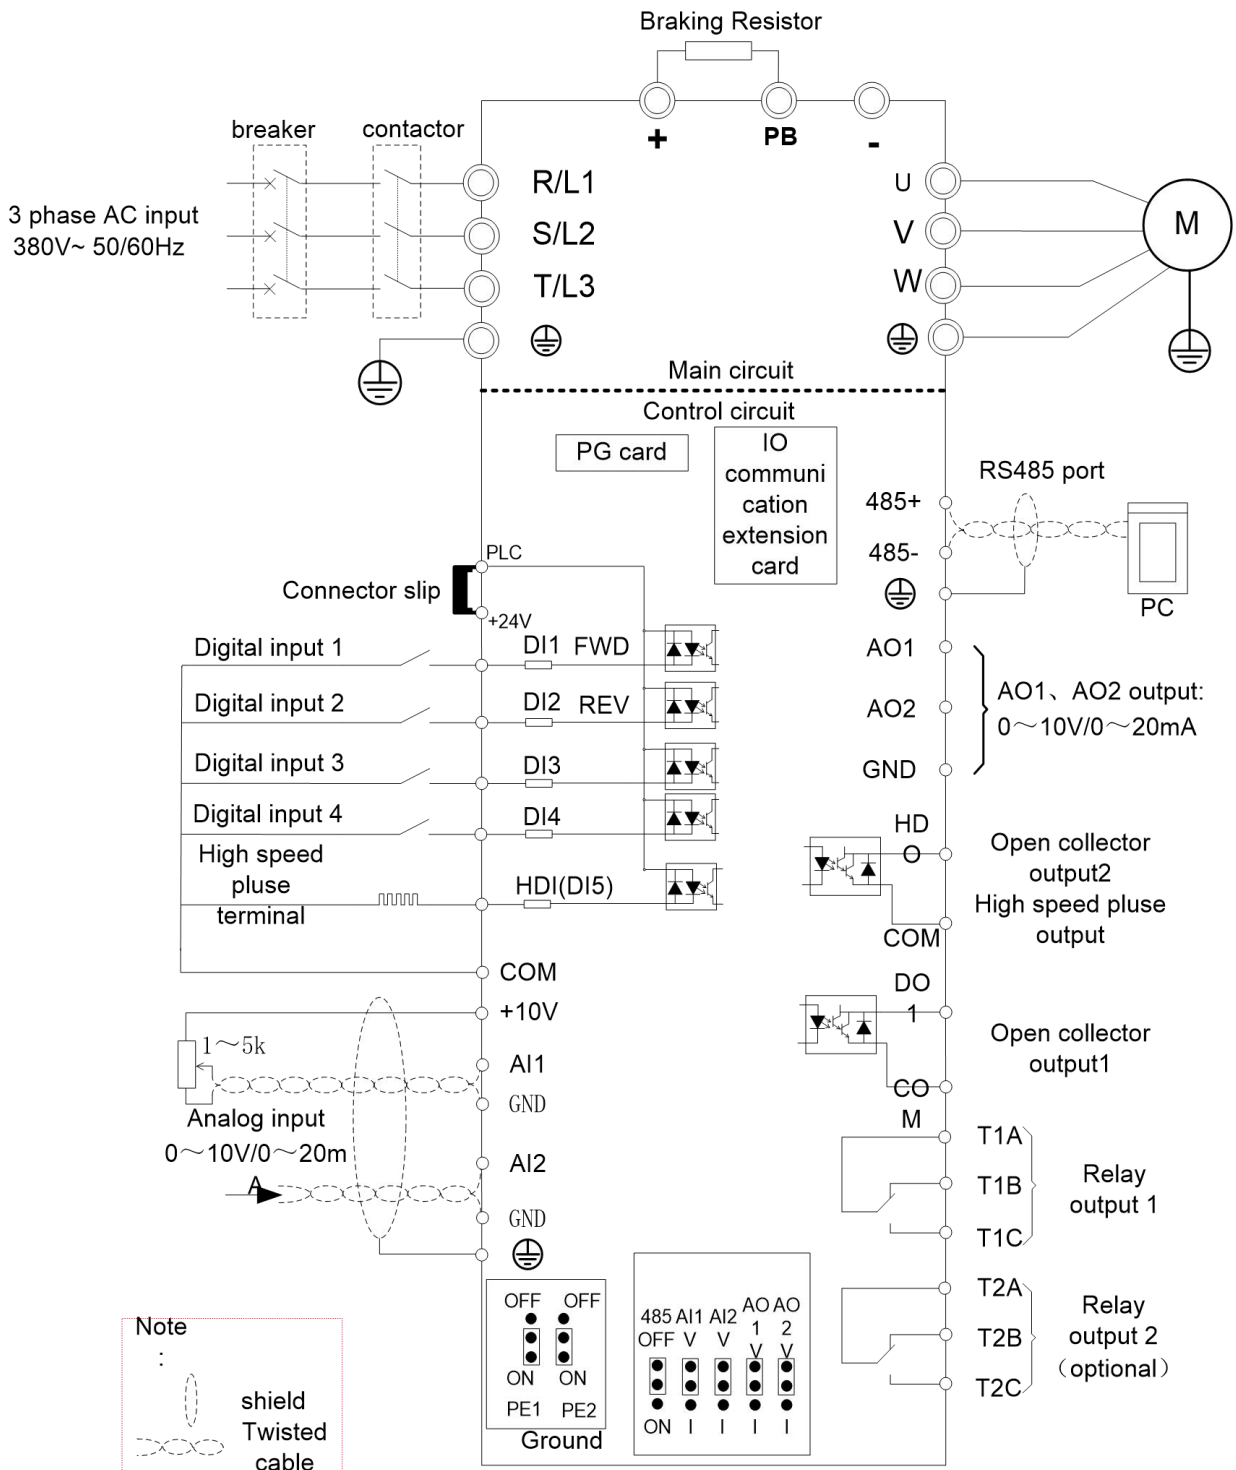 Braking Resistor
breaker
contactor
+
PB
-
3 phase AC input
380V~ 50/60Hz
R/L1
S/L2
T/L3
U
V
W
M
Main circuit
Control circuit
PG card
IO
communi
cation
extension
card
RS485 port
485+
485-
PC
PLC
Connector slip
+24V
Digital input 1
DI1 FWD
Digital input 2
DI2 REV
Digital input 3
DI3
Digital input 4
DI4
High speed
pluse
terminal
HDI(DI5)
COM
+10V
1～5k
AI1
GND
Analog input
0～10V/0～20m
A
AI2
GND
AO1
AO2
GND
AO1、AO2 output:
0～10V/0～20mA
HD
O
COM
Open collector
output2
High speed pluse
output
DO
1
CO
M
Open collector
output1
T1A
T1B
T1C
Relay
output 1
T2A
T2B
T2C
Relay
output 2
（optional）
OFF OFF
ON ON
PE1 PE2
Ground
485 AI1 AI2 AO AO
OFF V V 1 2
V V
ON I I I I
Note
:
shield
Twisted
cable